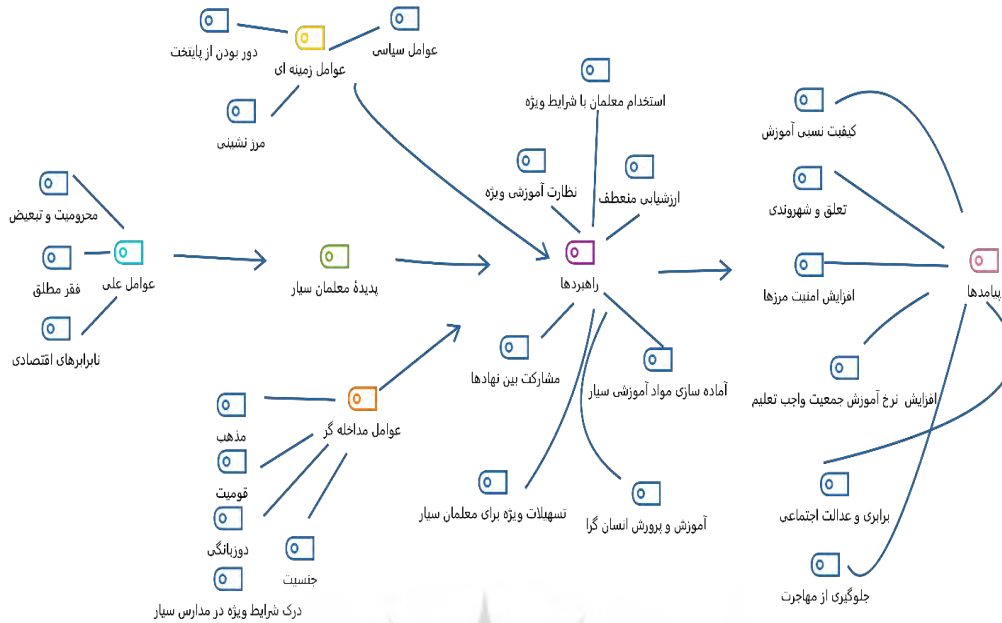 دور بودن از پایتخت
عوامل سیاسی
عوامل زمینه ای
مرز نشینی
استخدام معلمان با شرایط ویژه
نظارت آموزشی ویژه
ارزشیابی منعطف
راهبردها
مشارکت بین نهادها
آماده سازی مواد آموزشی سیار
تسهیلات ویژه برای معلمان سیار
آموزش و پرورش انسان گرا
محرومیت و تبعیض
فقر مطلق
عوامل علی
نابرابرهای اقتصادی
پدیدهٔ معلمان سیار
عوامل مداخله گر
مذهب
قومیت
دوزبانگی
جنسیت
درک شرایط ویژه در مدارس سیار
کیفیت نسبی آموزش
تعلق و شهروندی
افزایش امنیت مرزها
پیامدها
افزایش نرخ آموزش جمعیت واجب تعلیم
برابری و عدالت اجتماعی
جلوگیری از مهاجرت